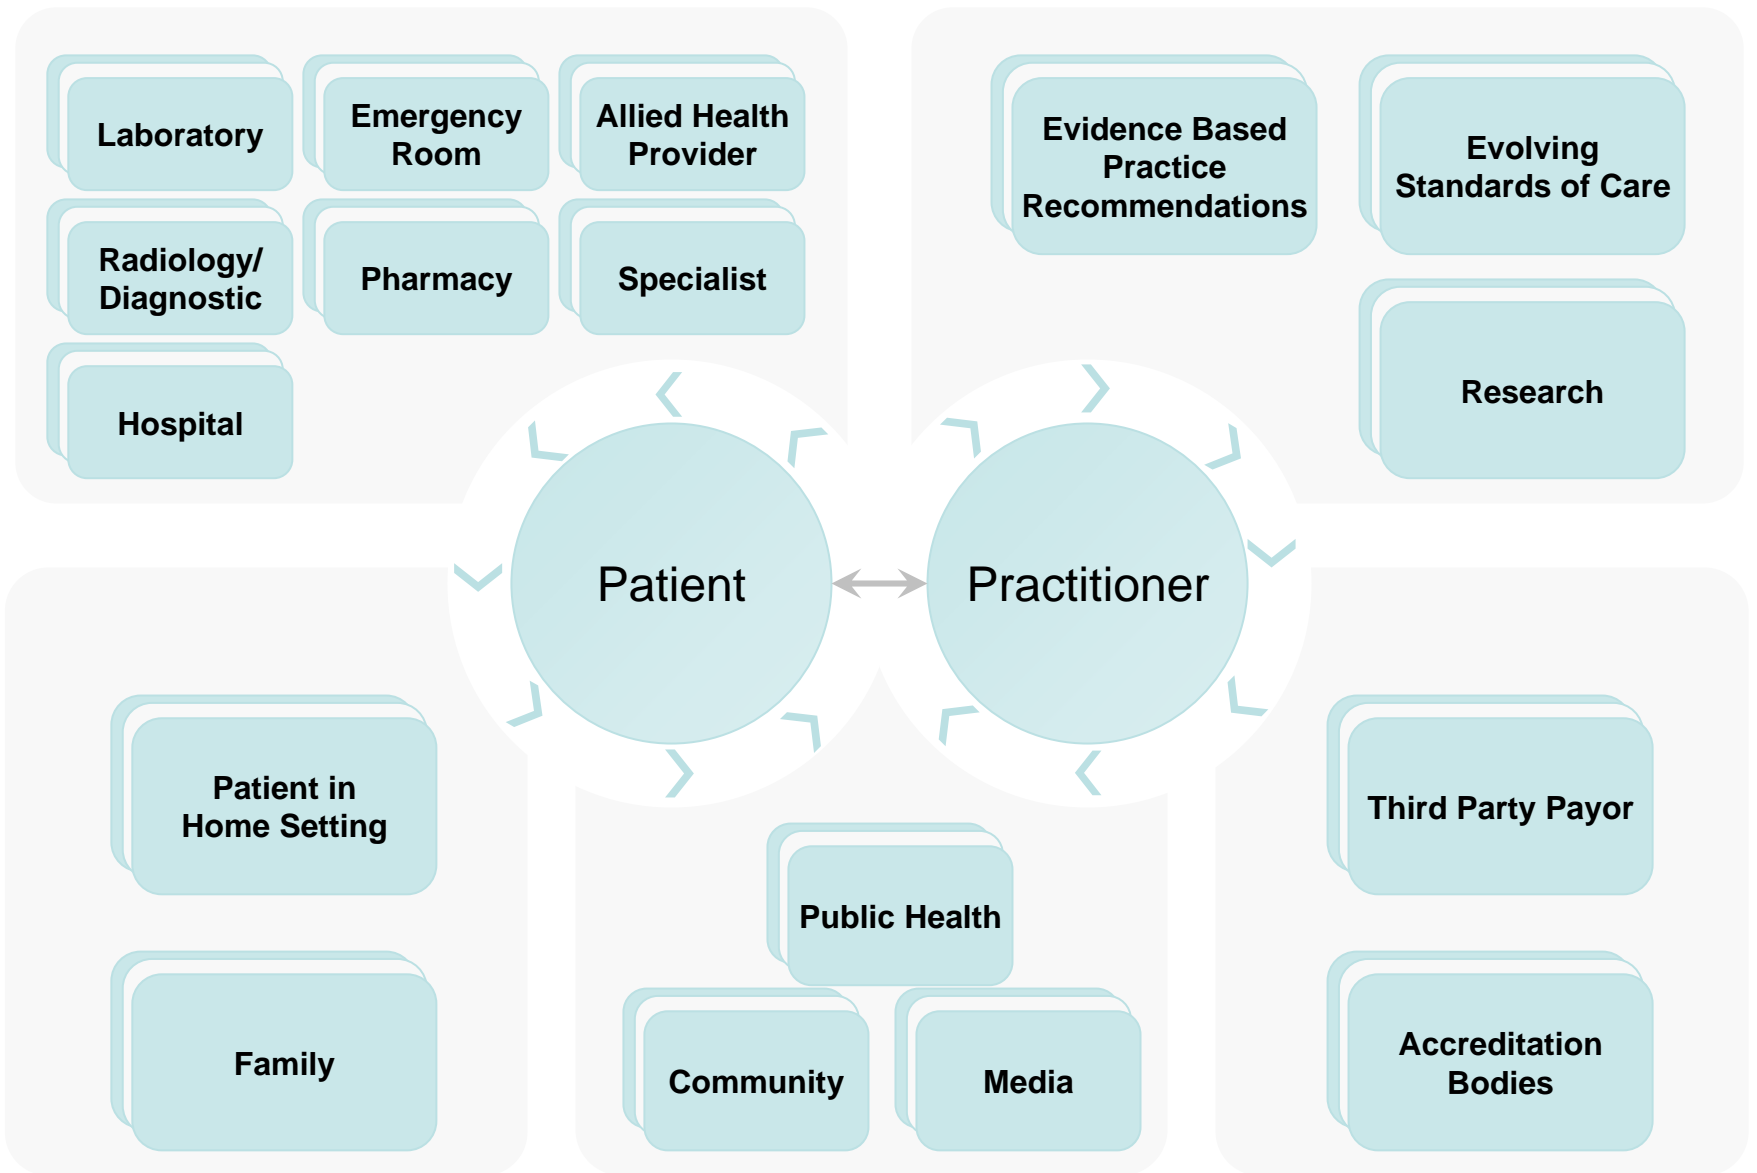 Laboratory
Emergency
Room
Allied Health
Provider
Radiology/
Diagnostic
Pharmacy
Specialist
Hospital
Evidence Based
Practice
Recommendations
Evolving
Standards of Care
Research
Patient
Practitioner
Patient in
Home Setting
Family
Public Health
Community
Media
Third Party Payor
Accreditation
Bodies